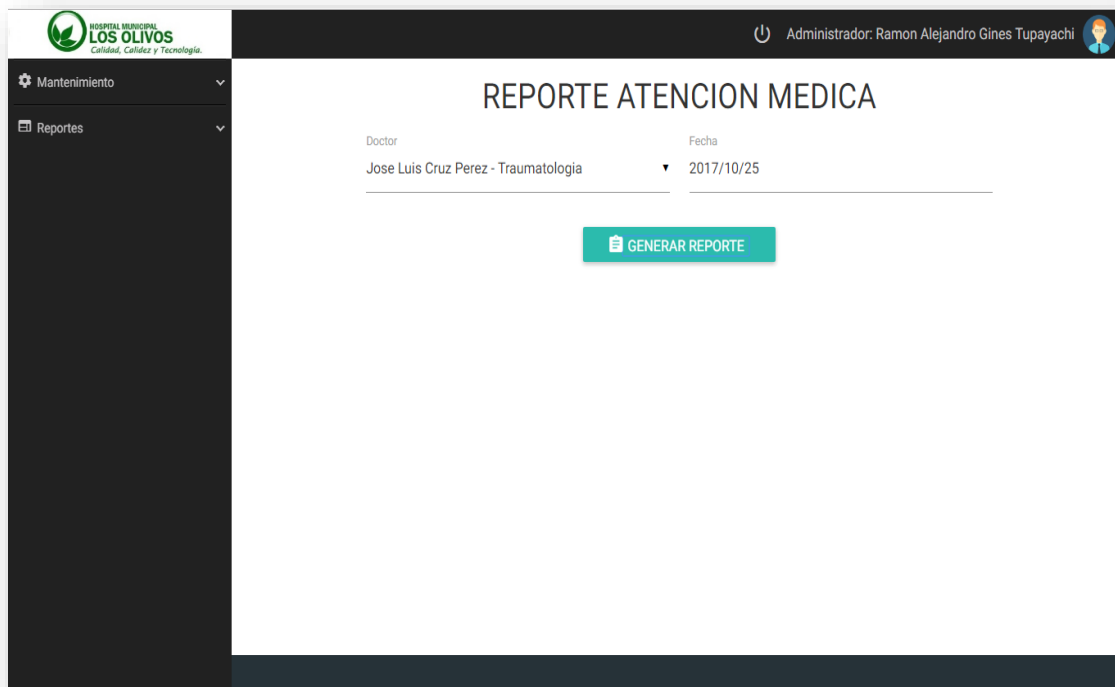 HOSPITAL MUNICIPAL
LOS OLIVOS
Calidad, Calidez y Tecnología.
Administrador: Ramon Alejandro Gines Tupayachi
Mantenimiento
Reportes
REPORTE ATENCION MEDICA
Doctor
Fecha
Jose Luis Cruz Perez - Traumatologia
2017/10/25
GENERAR REPORTE